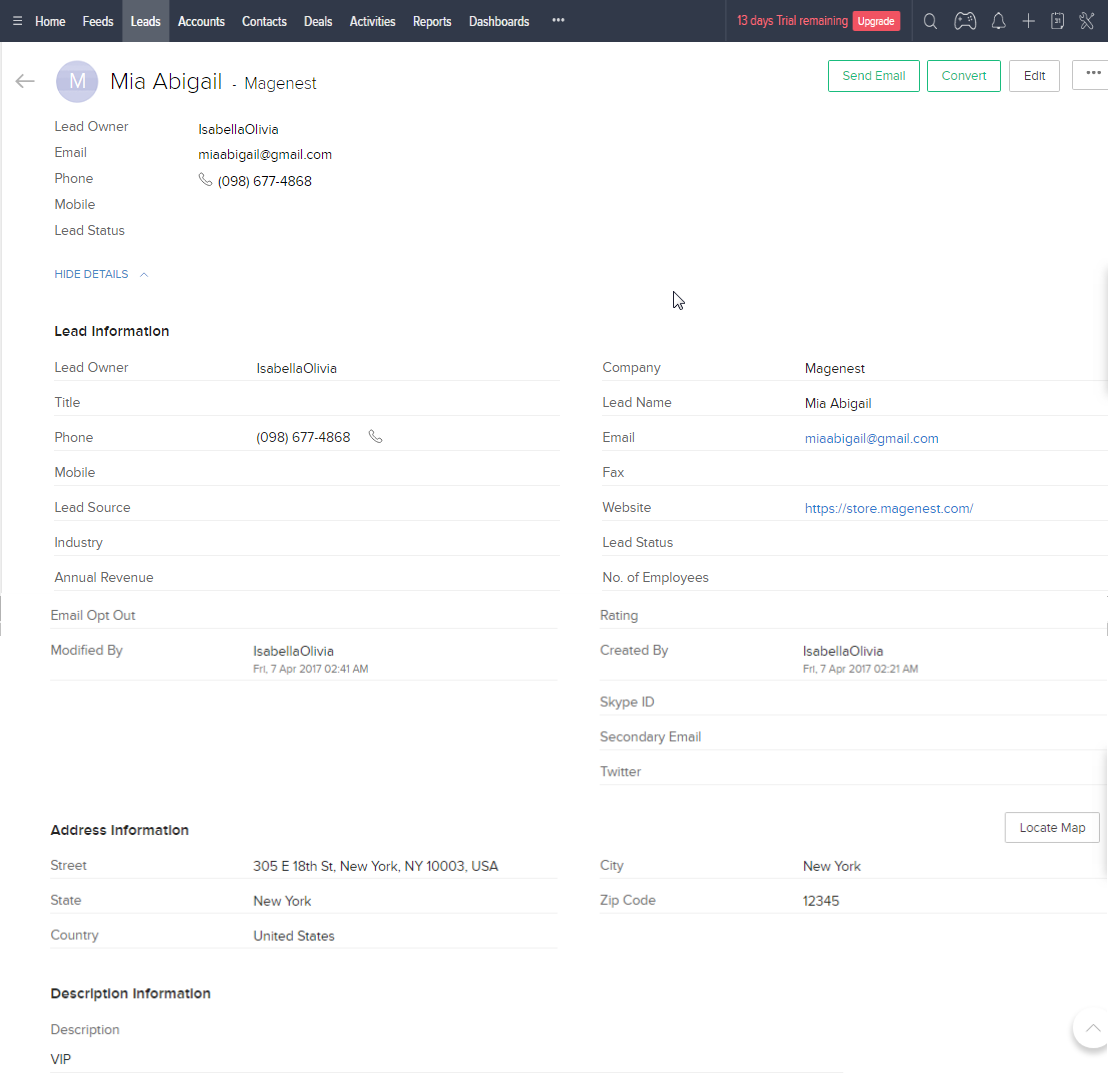 ☰ Home Feeds Leads Accounts Contacts Deals Activities Reports Dashboards ••• 13 days Trial remaining Upgrade
31
M Mia Abigail - Magenest Send Email Convert Edit •••
Lead Owner IsabellaOlivia
Email miaabigail@gmail.com
Phone (098) 677-4868
Mobile
Lead Status
HIDE DETAILS
Lead Information
Lead Owner IsabellaOlivia Company Magenest
Title Lead Name Mia Abigail
Phone (098) 677-4868 Email miaabigail@gmail.com
Mobile Fax
Lead Source Website https://store.magenest.com/
Industry Lead Status
Annual Revenue No. of Employees
Email Opt Out Rating
Modified By IsabellaOlivia Created By IsabellaOlivia
Fri, 7 Apr 2017 02:41 AM Fri, 7 Apr 2017 02:21 AM
Skype ID
Secondary Email
Twitter
Address Information Locate Map
Street 305 E 18th St, New York, NY 10003, USA City New York
State New York Zip Code 12345
Country United States
Description Information
Description
VIP